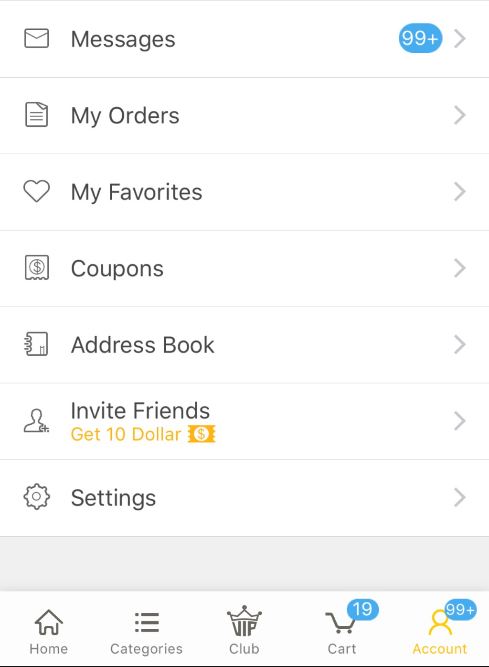 Messages 99+
My Orders
My Favorites
Coupons
Address Book
Invite Friends
Get 10 Dollar $
Settings
VIP 19 99+
Home Categories Club Cart Account